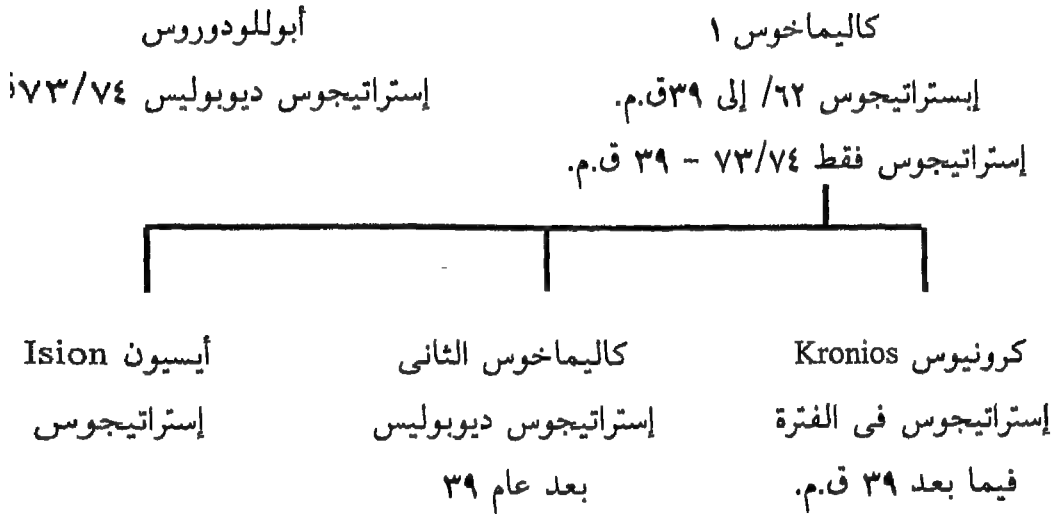 كاليماخوس ١
إبستراتيجوس ٦٢/ إلى ٣٩ق.م.
إستراتيجوس فقط ٧٣/٧٤ – ٣٩ ق.م.
أبوللودوروس
إستراتيجوس ديوبوليس ٧٣/٧٤ق
كرونيوس Kronios
إستراتيجوس فى الفترة
فيما بعد ٣٩ ق.م.
كاليماخوس الثانى
إستراتيجوس ديوبوليس
بعد عام ٣٩
أيسيون Ision
إستراتيجوس